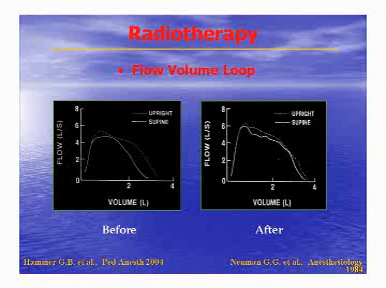 Radiotherapy
• Flow Volume Loop
8
6
4
2
0
FLOW (L/S)
UPRIGHT
SUPINE
2
4
VOLUME (L)
8
6
4
2
0
FLOW (L/S)
UPRIGHT
SUPINE
2
4
VOLUME (L)
Before
After
Hammer G.B. et al., Ped Anesth 2004
Neuman G.G. et al., Anesthesiology
1984